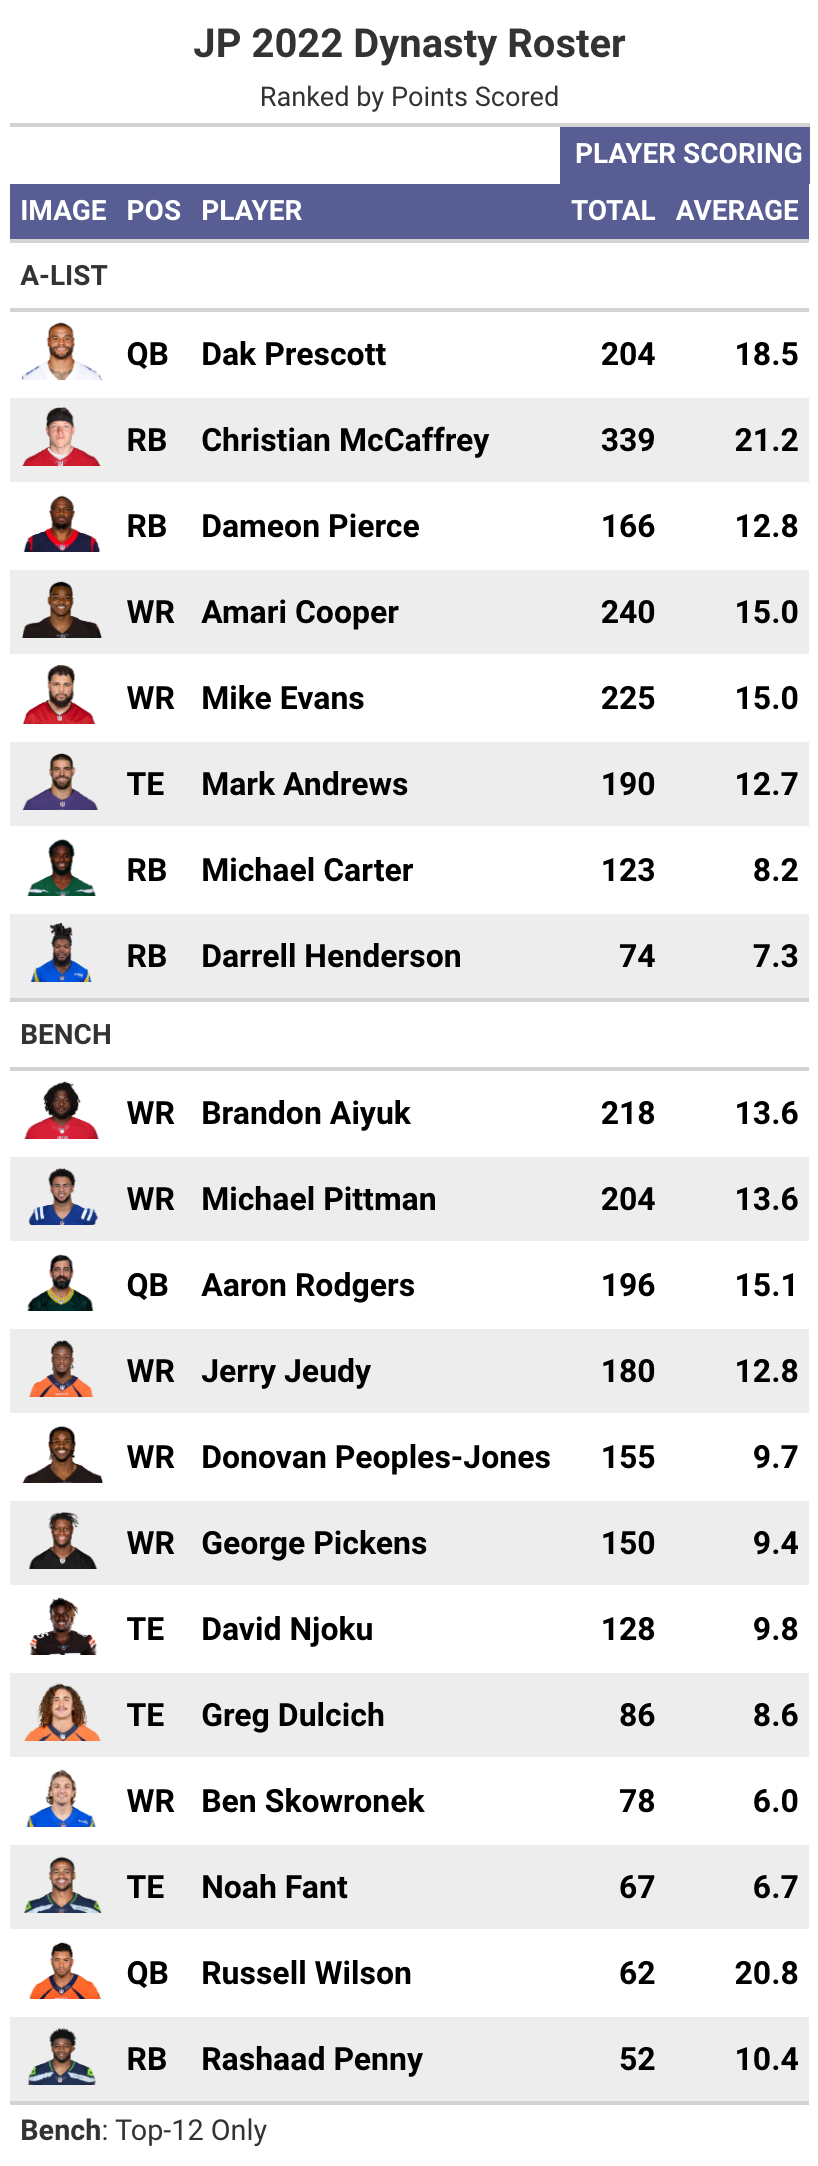 JP 2022 Dynasty Roster
Ranked by Points Scored
PLAYER SCORING
IMAGE POS PLAYER TOTAL AVERAGE
A-LIST
QB Dak Prescott 204 18.5
RB Christian McCaffrey 339 21.2
RB Dameon Pierce 166 12.8
WR Amari Cooper 240 15.0
WR Mike Evans 225 15.0
TE Mark Andrews 190 12.7
RB Michael Carter 123 8.2
RB Darrell Henderson 74 7.3
BENCH
WR Brandon Aiyuk 218 13.6
WR Michael Pittman 204 13.6
QB Aaron Rodgers 196 15.1
WR Jerry Jeudy 180 12.8
WR Donovan Peoples-Jones 155 9.7
WR George Pickens 150 9.4
TE David Njoku 128 9.8
TE Greg Dulcich 86 8.6
WR Ben Skowronek 78 6.0
TE Noah Fant 67 6.7
QB Russell Wilson 62 20.8
RB Rashaad Penny 52 10.4
Bench: Top-12 Only